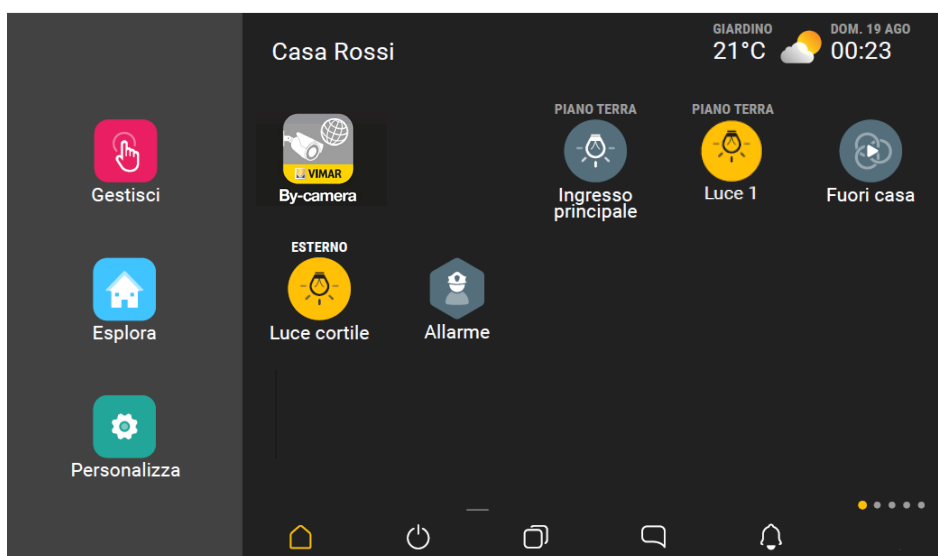 Casa Rossi
GIARDINO
21°C
DOM. 19 AGO
00:23
Gestisci
Esplora
Personalizza
VIMAR
By-camera
PIANO TERRA
Ingresso
principale
PIANO TERRA
Luce 1
Fuori casa
ESTERNO
Luce cortile
Allarme